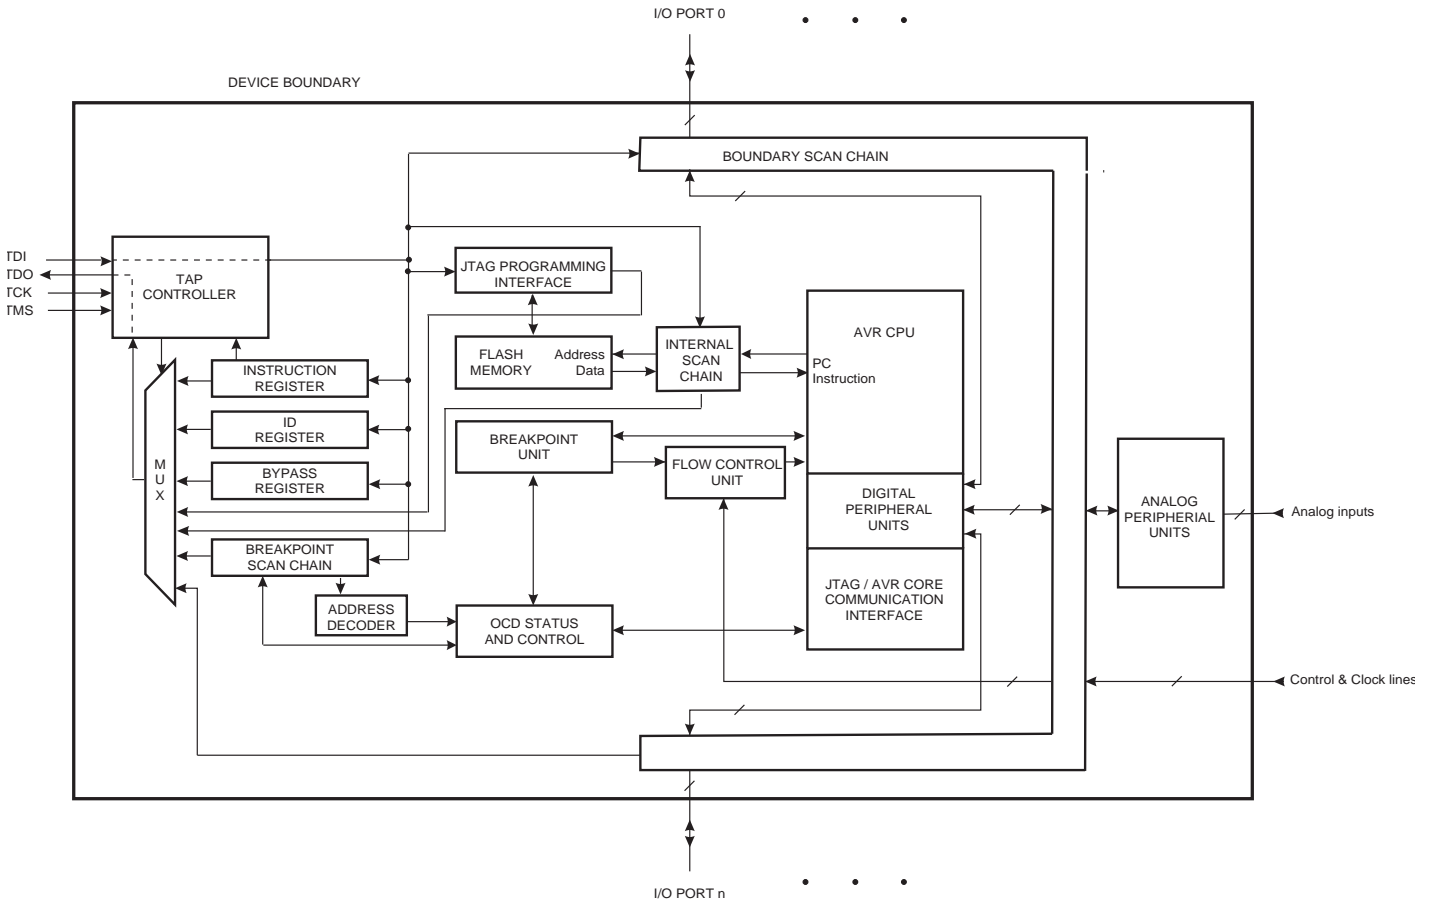 I/O PORT 0
DEVICE BOUNDARY
BOUNDARY SCAN CHAIN
TDI
TDO
TCK
TMS
TAP
CONTROLLER
JTAG PROGRAMMING
INTERFACE
AVR CPU
FLASH
MEMORY
Address
Data
INTERNAL
SCAN
CHAIN
PC
Instruction
INSTRUCTION
REGISTER
ID
REGISTER
BREAKPOINT
UNIT
FLOW CONTROL
UNIT
M
U
X
BYPASS
REGISTER
DIGITAL
PERIPHERAL
UNITS
ANALOG
PERIPHERIAL
UNITS
Analog inputs
BREAKPOINT
SCAN CHAIN
JTAG / AVR CORE
COMMUNICATION
INTERFACE
ADDRESS
DECODER
OCD STATUS
AND CONTROL
Control & Clock lines
I/O PORT n